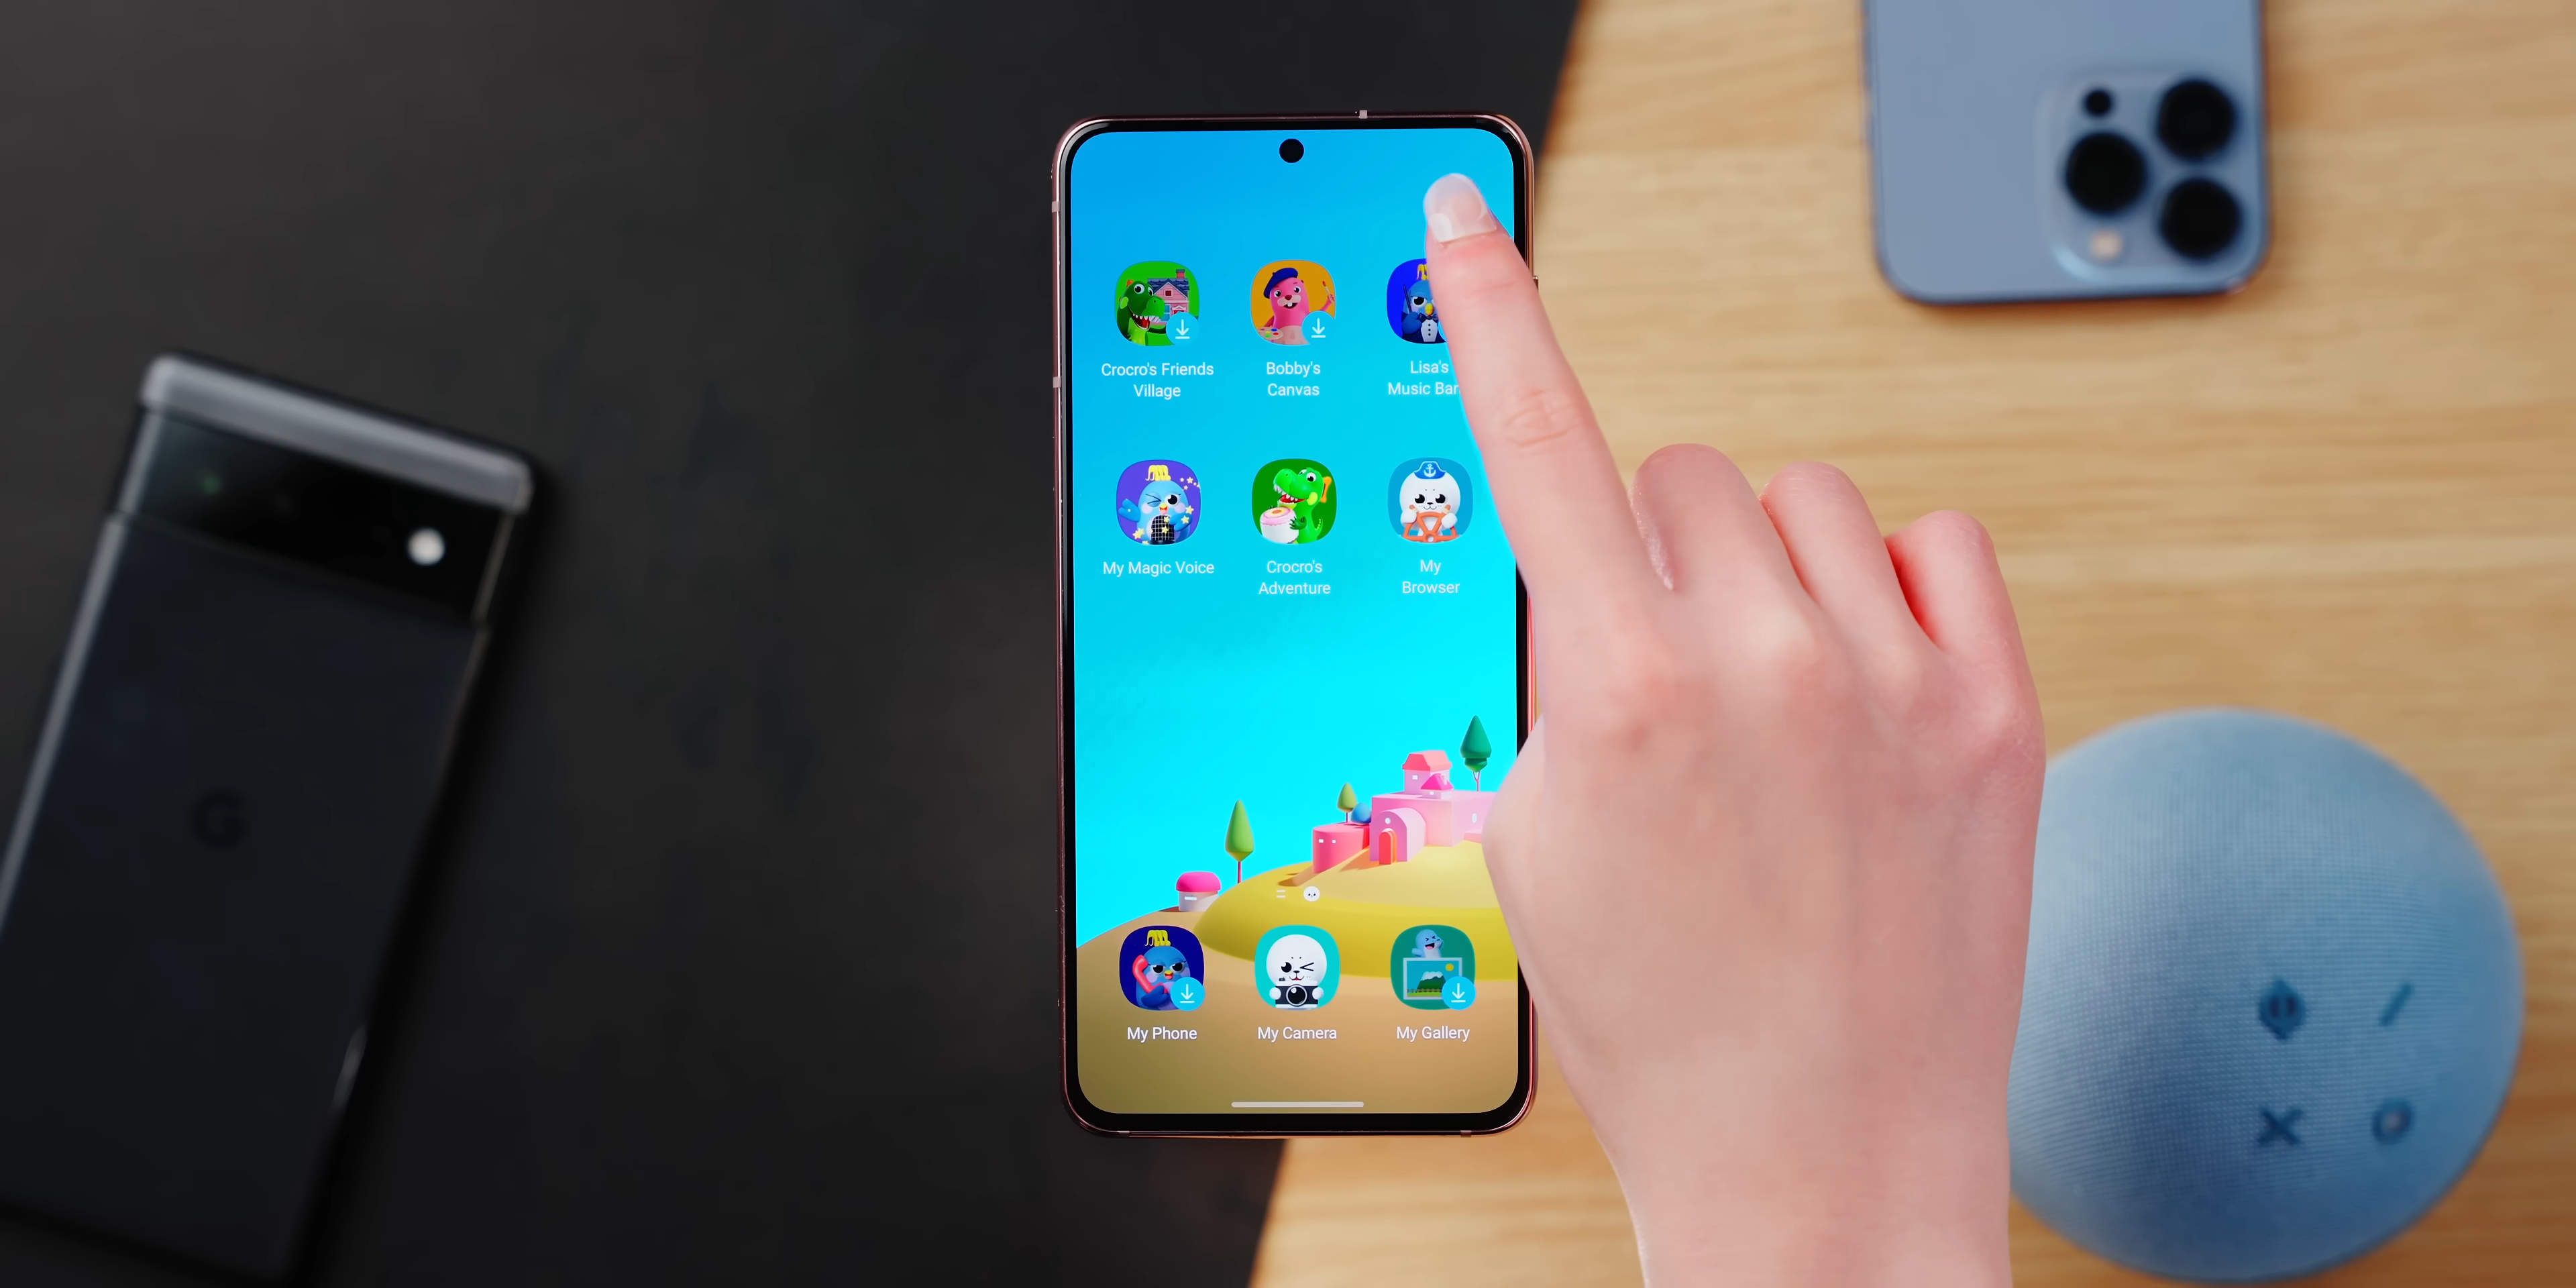 Crocro's Friends
Village
Bobby's
Canvas
Lisa's
Music
My Magic Voice
Crocro's
Adventure
My
Browser
My Phone
My Camera
My Gallery
G